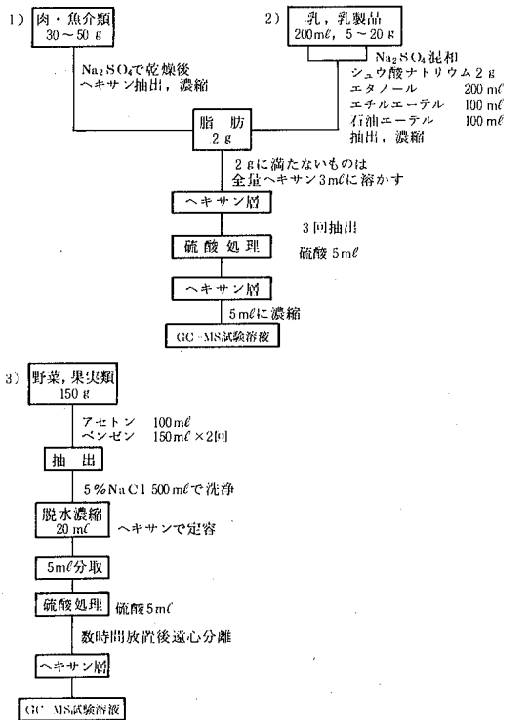 1)
肉・魚介類
30〜50 g
Na₂SO₄で乾燥後
ヘキサン抽出, 濃縮
2)
乳, 乳製品
200mℓ, 5〜20 g
Na₂SO₄混和
シュウ酸ナトリウム 2 g
エタノール 200 mℓ
エチルエーテル 100 mℓ
石油エーテル 100 mℓ
抽出, 濃縮
脂肪
2 g
2 gに満たないものは
全量ヘキサン3mℓに溶かす
ヘキサン層
3回抽出
硫酸処理
硫酸 5mℓ
ヘキサン層
5mℓに濃縮
GC-MS試験溶液
3)
野菜, 果実類
150 g
アセトン 100mℓ
ベンゼン 150mℓ×2回
抽出
5%NaCl 500mℓで洗浄
脱水濃縮
20 mℓ
ヘキサンで定容
5mℓ分取
硫酸処理
硫酸5mℓ
数時間放置後遠心分離
ヘキサン層
GC-MS試験溶液